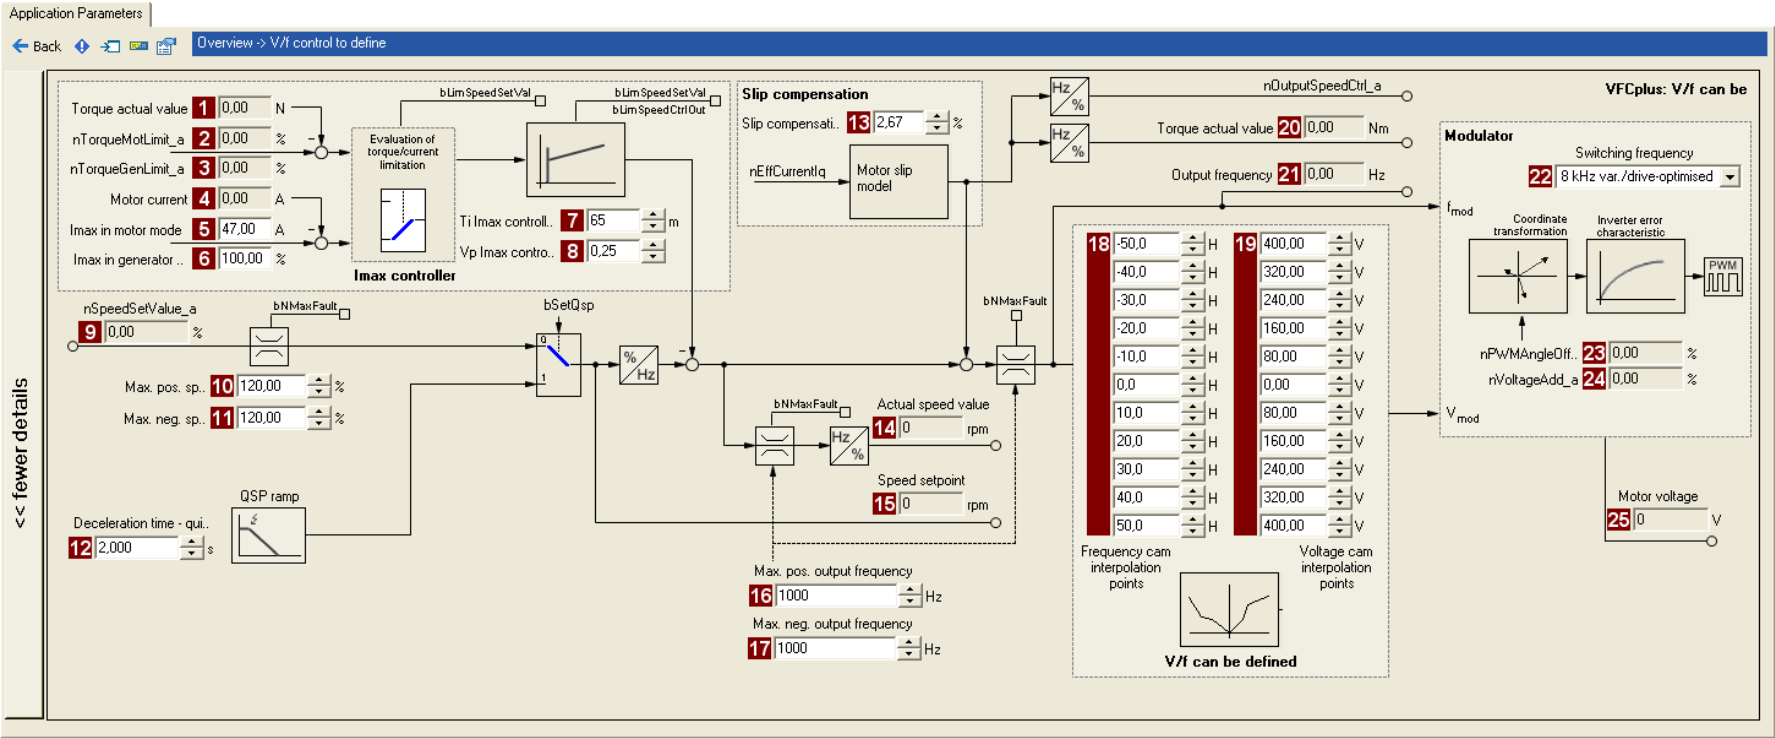 Application Parameters
Back
Overview -> V/f control to define
<< fewer details
VFCplus: V/f can be
Torque actual value 1 0,00 N
nTorqueMotLimit_a 2 0,00 %
nTorqueGenLimit_a 3 0,00 %
Motor current 4 0,00 A
Imax in motor mode 5 47,00 A
Imax in generator .. 6 100,00 %
Evaluation of
torque/current
limitation
bLimSpeedSetVal
bLimSpeedSetVal
bLimSpeedCtrlOut
Ti Imax controll.. 7 65 m
Vp Imax contro.. 8 0,25
Imax controller
Slip compensation
Slip compensati.. 13 2,67 %
nEffCurrentIq
Motor slip
model
Hz
%
Hz
%
nOutputSpeedCtrl_a
Torque actual value 20 0,00 Nm
Output frequency 21 0,00 Hz
nSpeedSetValue_a
9 0,00 %
bNMaxFault
Max. pos. sp.. 10 120,00 %
Max. neg. sp.. 11 120,00 %
bSetQsp
0
1
%
Hz
QSP ramp
Deceleration time - qui..
12 2,000 s
bNMaxFault
bNMaxFault
Hz
%
Actual speed value
14 0 rpm
Speed setpoint
15 0 rpm
Max. pos. output frequency
16 1000 Hz
Max. neg. output frequency
17 1000 Hz
18 -50,0 H 19 400,00 V
-40,0 H 320,00 V
-30,0 H 240,00 V
-20,0 H 160,00 V
-10,0 H 80,00 V
0,0 H 0,00 V
10,0 H 80,00 V
20,0 H 160,00 V
30,0 H 240,00 V
40,0 H 320,00 V
50,0 H 400,00 V
Frequency cam
interpolation
points
Voltage cam
interpolation
points
V/f can be defined
Modulator
Switching frequency
22 8 kHz var./drive-optimised
fmod
Coordinate
transformation
Inverter error
characteristic
PWM
nPWMAngleOff.. 23 0,00 %
nVoltageAdd_a 24 0,00 %
Vmod
Motor voltage
25 0 V